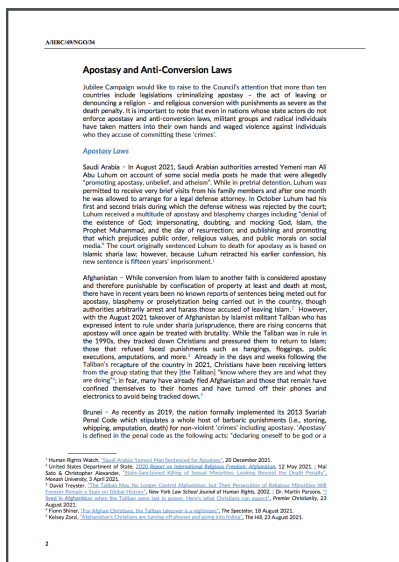 A/HRC/49/NGO/34
Apostasy and Anti-Conversion Laws
Jubilee Campaign would like to raise to the Council's attention that more than ten
countries include legislations criminalizing apostasy – the act of leaving or
denouncing a religion – and religious conversion with punishments as severe as the
death penalty. It is important to note that even in nations whose state actors do not
enforce apostasy and anti-conversion laws, militant groups and radical individuals
have taken matters into their own hands and waged violence against individuals
who they accuse of committing these 'crimes'.
Apostasy Laws
Saudi Arabia – In August 2021, Saudi Arabian authorities arrested Yemeni man Ali
Abu Luhum on account of some social media posts he made that were allegedly
"promoting apostasy, unbelief, and atheism". While in pretrial detention, Luhum was
permitted to receive very brief visits from his family members and after one month
he was allowed to arrange for a legal defense attorney. In October Luhum had his
first and second trials during which the defense witness was rejected by the court;
Luhum received a multitude of apostasy and blasphemy charges including "denial of
the existence of God; impersonating, doubting, and mocking God, Islam, the
Prophet Muhammad, and the day of resurrection; and publishing and promoting
that which prejudices public order, religious values, and public morals on social
media." The court originally sentenced Luhum to death for apostasy as is based on
Islamic sharia law; however, because Luhum retracted his earlier confession, his
new sentence is fifteen years' imprisonment.1
Afghanistan – While conversion from Islam to another faith is considered apostasy
and therefore punishable by confiscation of property at least and death at most,
there have in recent years been no known reports of sentences being meted out for
apostasy, blasphemy or proselytization being carried out in the country, though
authorities arbitrarily arrest and harass those accused of leaving Islam.2 However,
with the August 2021 takeover of Afghanistan by Islamist militant Taliban who has
expressed intent to rule under sharia jurisprudence, there are rising concerns that
apostasy will once again be treated with brutality. While the Taliban was in rule in
the 1990s, they tracked down Christians and pressured them to return to Islam;
those that refused faced punishments such as hangings, floggings, public
executions, amputations, and more.3 Already in the days and weeks following the
Taliban's recapture of the country in 2021, Christians have been receiving letters
from the group stating that they [the Taliban] "know where they are and what they
are doing"4; in fear, many have already fled Afghanistan and those that remain have
confined themselves to their homes and have turned off their phones and
electronics to avoid being tracked down.5
Brunei – As recently as 2019, the nation formally implemented its 2013 Syariah
Penal Code which stipulates a whole host of barbaric punishments (i.e., stoning,
whipping, amputation, death) for non-violent 'crimes' including apostasy. 'Apostasy'
is defined in the penal code as the following acts: "declaring oneself to be god or a
1 Human Rights Watch, "Saudi Arabia: Yemeni Man Sentenced for Apostasy", 20 December 2021.
2 United States Department of State, 2020 Report on International Religious Freedom: Afghanistan, 12 May 2021. ; Mai
Sato & Christopher Alexander, "State-Sanctioned Killing of Sexual Minorities: Looking Beyond the Death Penalty",
Monash University, 3 April 2021.
3 David Treyster, "The Taliban May No Longer Control Afghanistan, but Their Persecution of Religious Minorities Will
Forever Remain a Stain on Global History", New York Law School Journal of Human Rights, 2002. ; Dr. Martin Parsons, "I
lived in Afghanistan when the Taliban were last in power. Here's what Christians can expect", Premier Christianity, 23
August 2021.
4 Fionn Shiner, "For Afghan Christians, the Taliban takeover is a nightmare", The Spectator, 18 August 2021.
5 Kelsey Zorzi, "Afghanistan's Christians are turning off phones and going into hiding", The Hill, 23 August 2021.
2